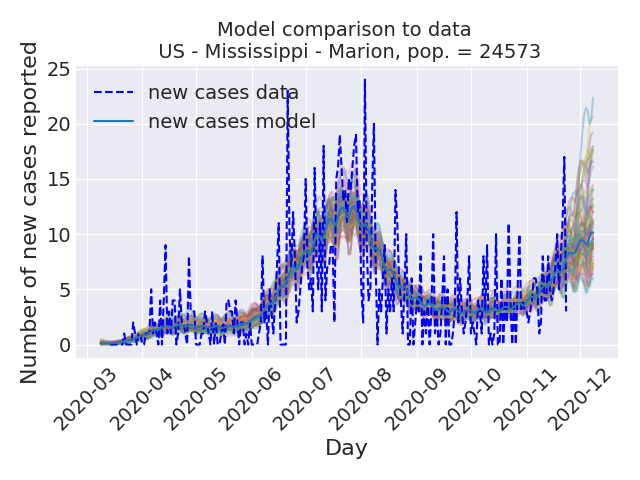 Model comparison to data
US - Mississippi - Marion, pop. = 24573
Number of new cases reported
25
20
15
10
5
0
new cases data
new cases model
2020-03
2020-04
2020-05
2020-06
2020-07
2020-08
2020-09
2020-10
2020-11
2020-12
Day